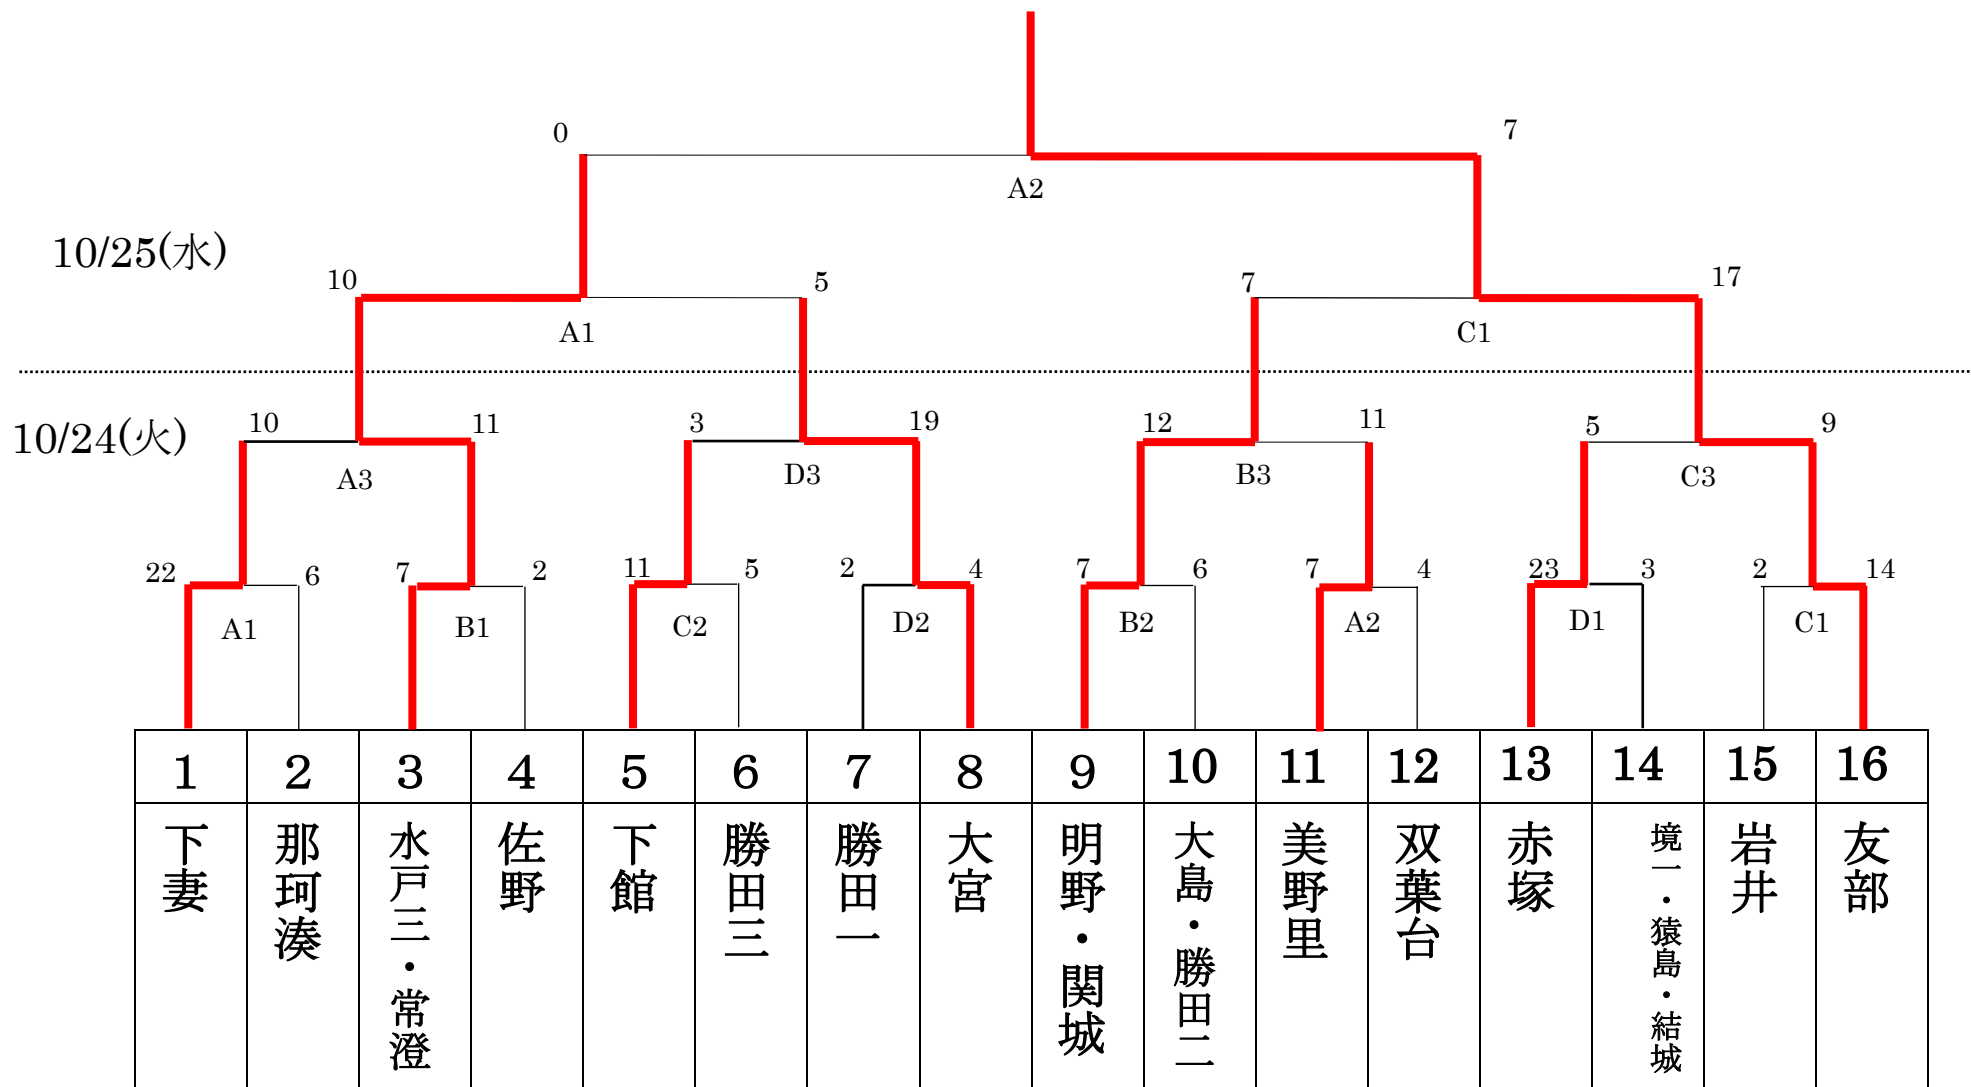 0
7
A2
10/25(水)
10
5
7
17
A1
C1
10/24(火)
10
11
3
19
12
11
5
9
A3
D3
B3
C3
22
6
7
2
11
5
2
4
7
6
7
4
23
3
2
14
A1
B1
C2
D2
B2
A2
D1
C1
1
2
3
4
5
6
7
8
9
10
11
12
13
14
15
16
下妻
那珂湊
水戸三・常澄
佐野
下館
勝田三
勝田一
大宮
明野・関城
大島・勝田二
美野里
双葉台
赤塚
境一・猿島・結城
岩井
友部